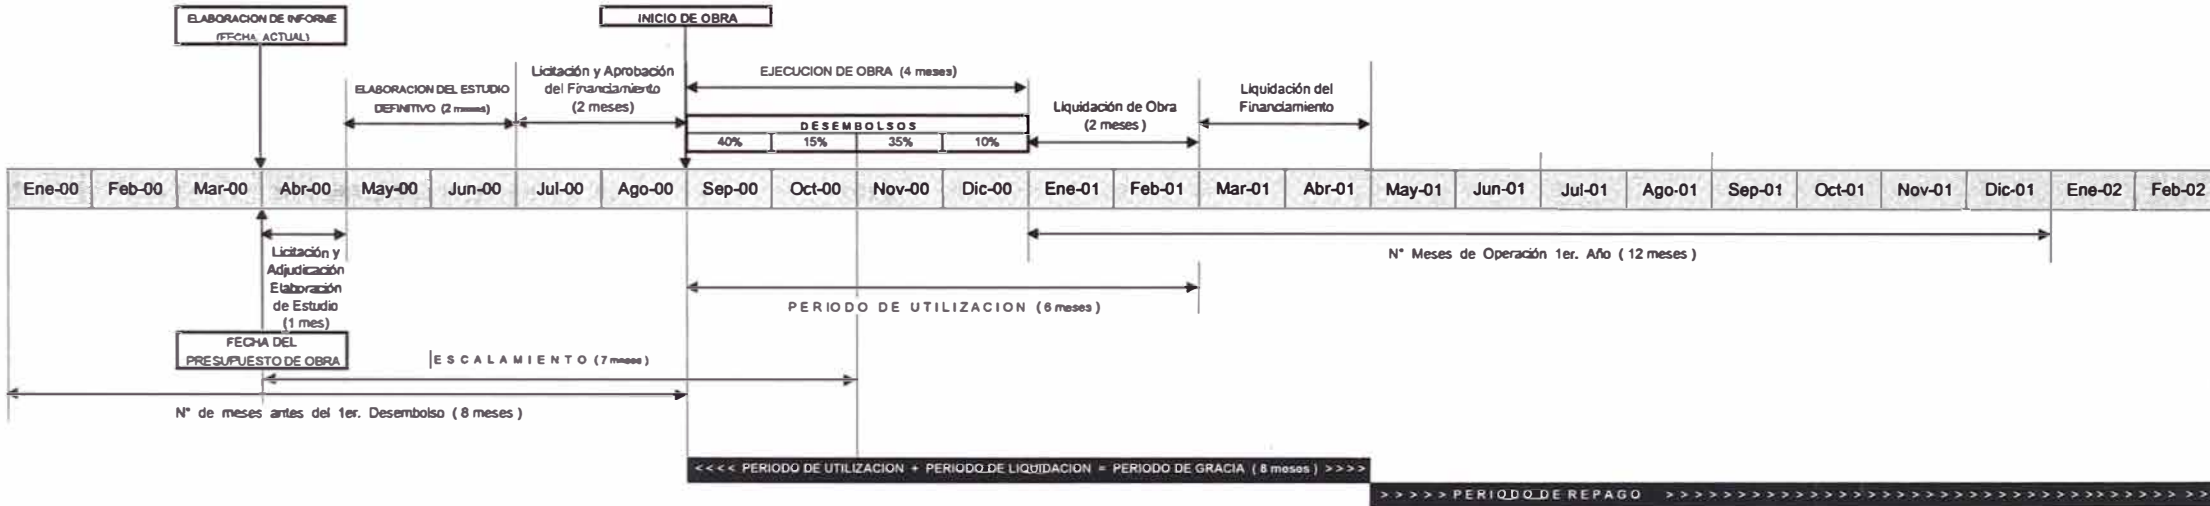 ELABORACION DE INFORME
(FECHA ACTUAL)
INICIO DE OBRA
Licitación y Aprobación
del Financiamiento
(2 meses)
EJECUCION DE OBRA (4 meses)
ELABORACION DEL ESTUDIO
DEFINITIVO (2 meses)
Liquidación de Obra
(2 meses)
Liquidación del
Financiamiento
DESEMBOLSOS
40% 15% 35% 10%
Ene-00 Feb-00 Mar-00 Abr-00 May-00 Jun-00 Jul-00 Ago-00 Sep-00 Oct-00 Nov-00 Dic-00 Ene-01 Feb-01 Mar-01 Abr-01 May-01 Jun-01 Jul-01 Ago-01 Sep-01 Oct-01 Nov-01 Dic-01 Ene-02 Feb-02
Licitación y
Adjudicación
Elaboración
de Estudio
(1 mes)
N° Meses de Operación 1er. Año ( 12 meses )
PERIODO DE UTILIZACION (6 meses )
FECHA DEL
PRESUPUESTO DE OBRA
ESCALAMIENTO (7 meses )
N° de meses antes del 1er. Desembolso ( 8 meses )
<<<< PERIODO DE UTILIZACION + PERIODO DE LIQUIDACION = PERIODO DE GRACIA ( 8 meses ) >>>>
> > > > > PERIODO DE REPAGO > > > > > > > > > > > > > > > > > > > > > > > > > > > > > > > > > > > > > > > > > > > > > >